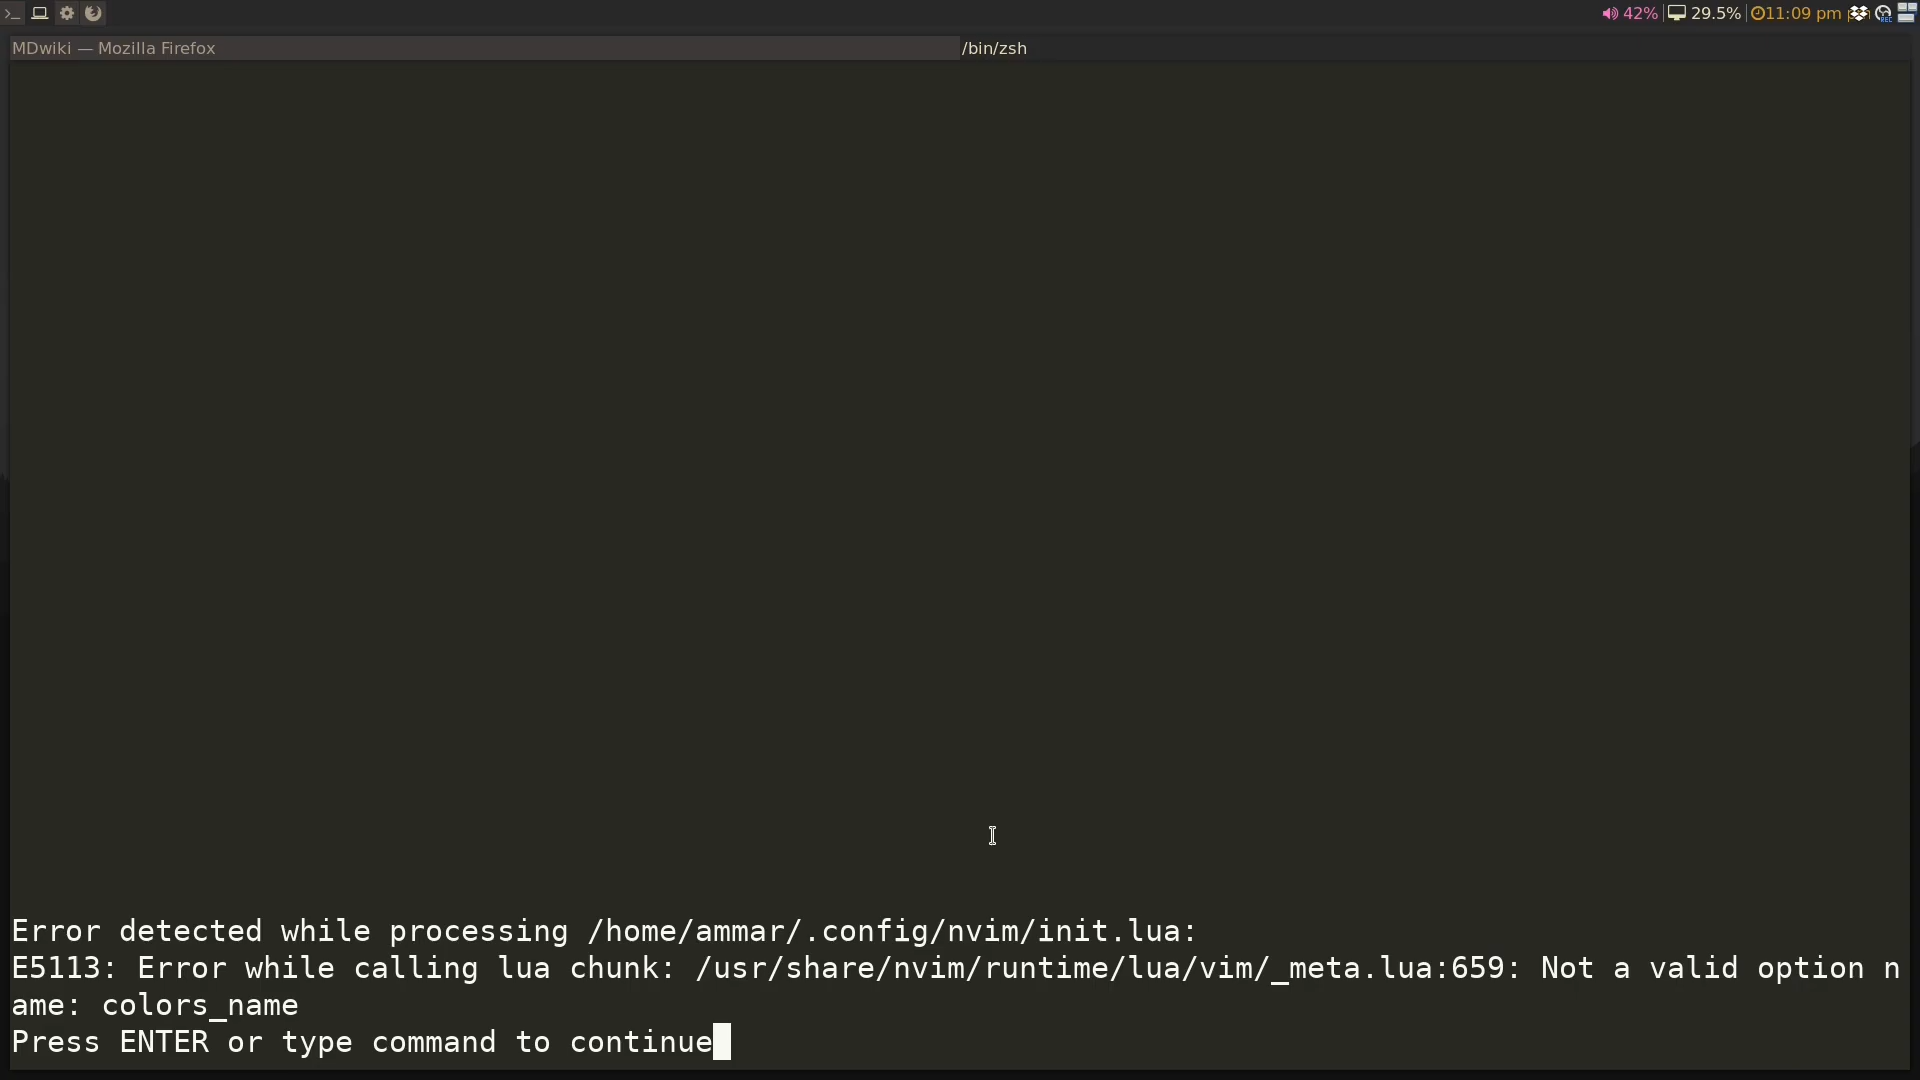 42% 29.5% 11:09 pm
MDwiki — Mozilla Firefox /bin/zsh
Error detected while processing /home/ammar/.config/nvim/init.lua:
E5113: Error while calling lua chunk: /usr/share/nvim/runtime/lua/vim/_meta.lua:659: Not a valid option n
ame: colors_name
Press ENTER or type command to continue